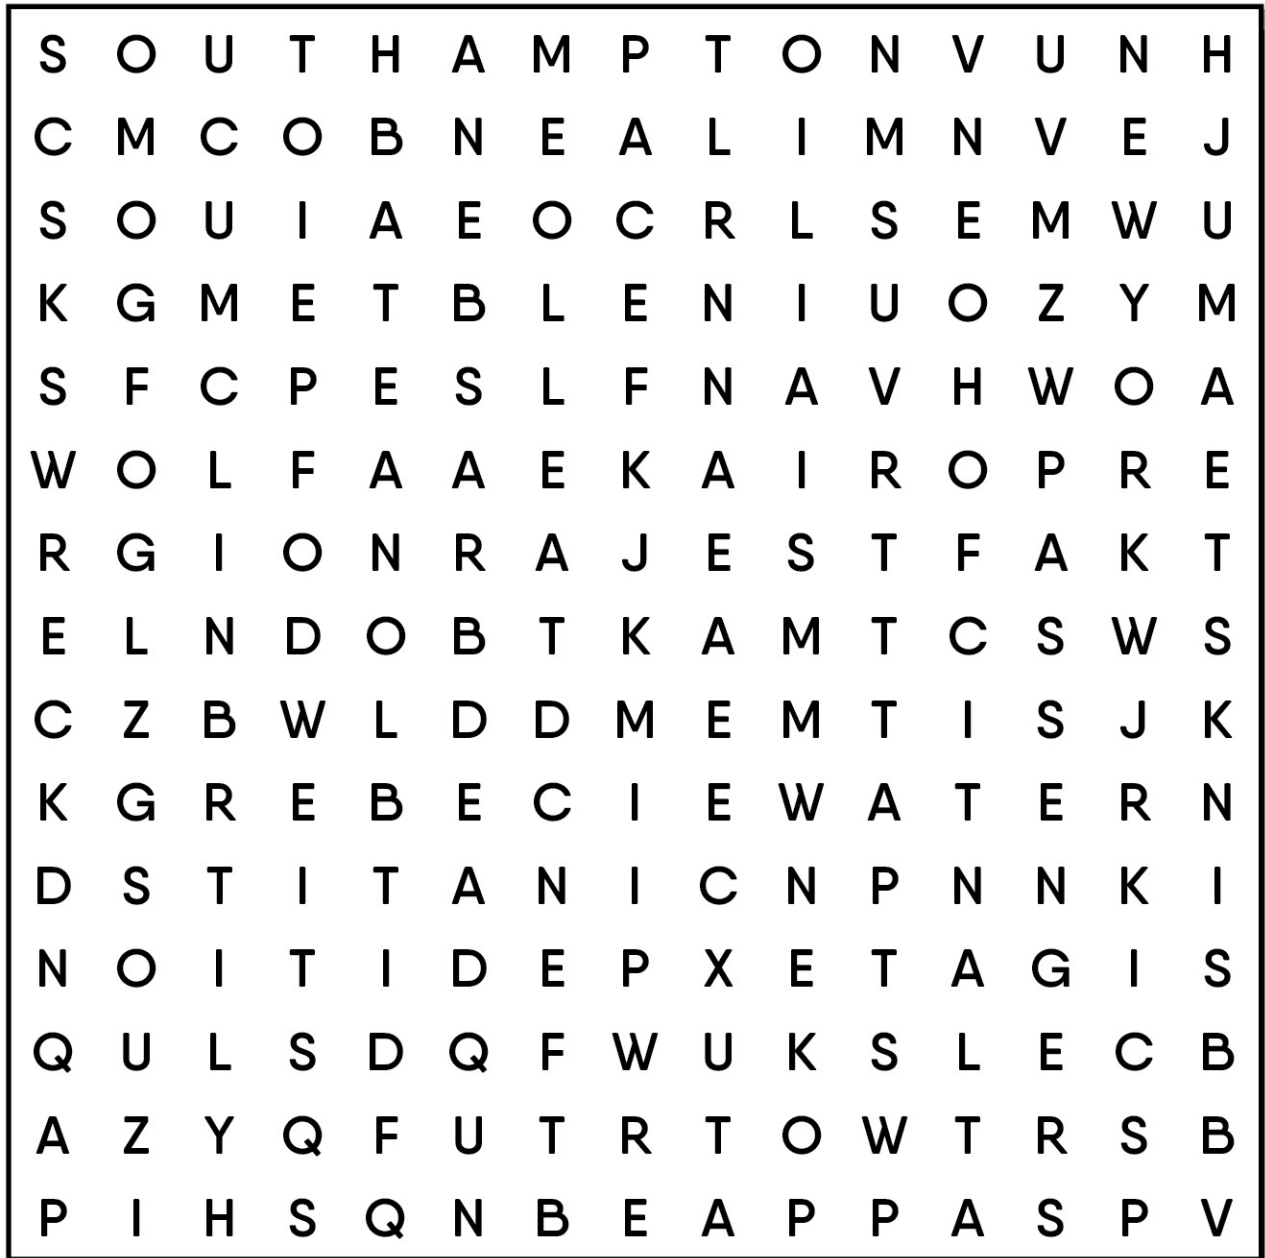 S O U T H A M P T O N V U N H
C M C O B N E A L I M N V E J
S O U I A E O C R L S E M W U
K G M E T B L E N I U O Z Y M
S F C P E S L F N A V H W O A
W O L F A A E K A I R O P R E
R G I O N R A J E S T F A K T
E L N D O B T K A M T C S W S
C Z B W L D D M E M T I S J K
K G R E B E C I E W A T E R N
D S T I T A N I C N P N N K I
N O I T I D E P X E T A G I S
Q U L S D Q F W U K S L E C B
A Z Y Q F U T R T O W T R S B
P I H S Q N B E A P P A S P V